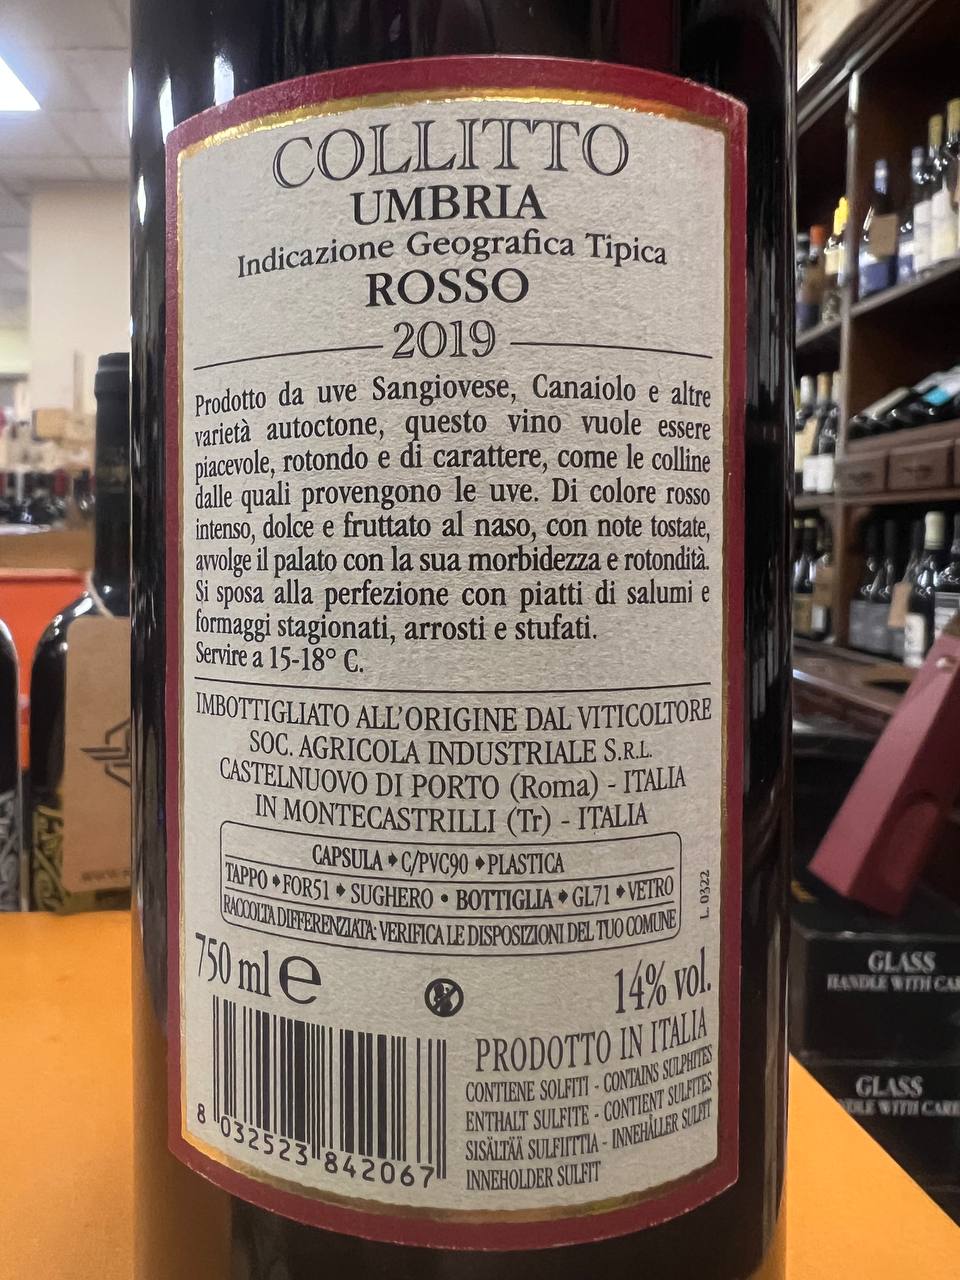 COLLITTO
UMBRIA
Indicazione Geografica Tipica
ROSSO
2019
Prodotto da uve Sangiovese, Canaiolo e altre
varietà autoctone, questo vino vuole essere
piacevole, rotondo e di carattere, come le colline
dalle quali provengono le uve. Di colore rosso
intenso, dolce e fruttato al naso, con note tostate,
avvolge il palato con la sua morbidezza e rotondità.
Si sposa alla perfezione con piatti di salumi e
formaggi stagionati, arrosti e stufati.
Servire a 15-18° C.
IMBOTTIGLIATO ALL'ORIGINE DAL VITICOLTORE
SOC. AGRICOLA INDUSTRIALE S.R.L.
CASTELNUOVO DI PORTO (Roma) - ITALIA
IN MONTECASTRILLI (Tr) - ITALIA
CAPSULA ♦ C/PVC90 ♦ PLASTICA
TAPPO ♦ FOR51 ♦ SUGHERO • BOTTIGLIA ♦ GL71 ♦ VETRO
RACCOLTA DIFFERENZIATA: VERIFICA LE DISPOSIZIONI DEL TUO COMUNE
L. 0322
750 ml e
14% vol.
PRODOTTO IN ITALIA
CONTIENE SOLFITI - CONTAINS SULPHITES
ENTHALT SULFITE - CONTIENT SULFITES
SISÄLTÄÄ SULFIITTIA - INNEHÅLLER SULFIT
INNEHOLDER SULFIT
8 032523 842067
GLASS
HANDLE WITH CAR
GLASS
DLE WITH CARE